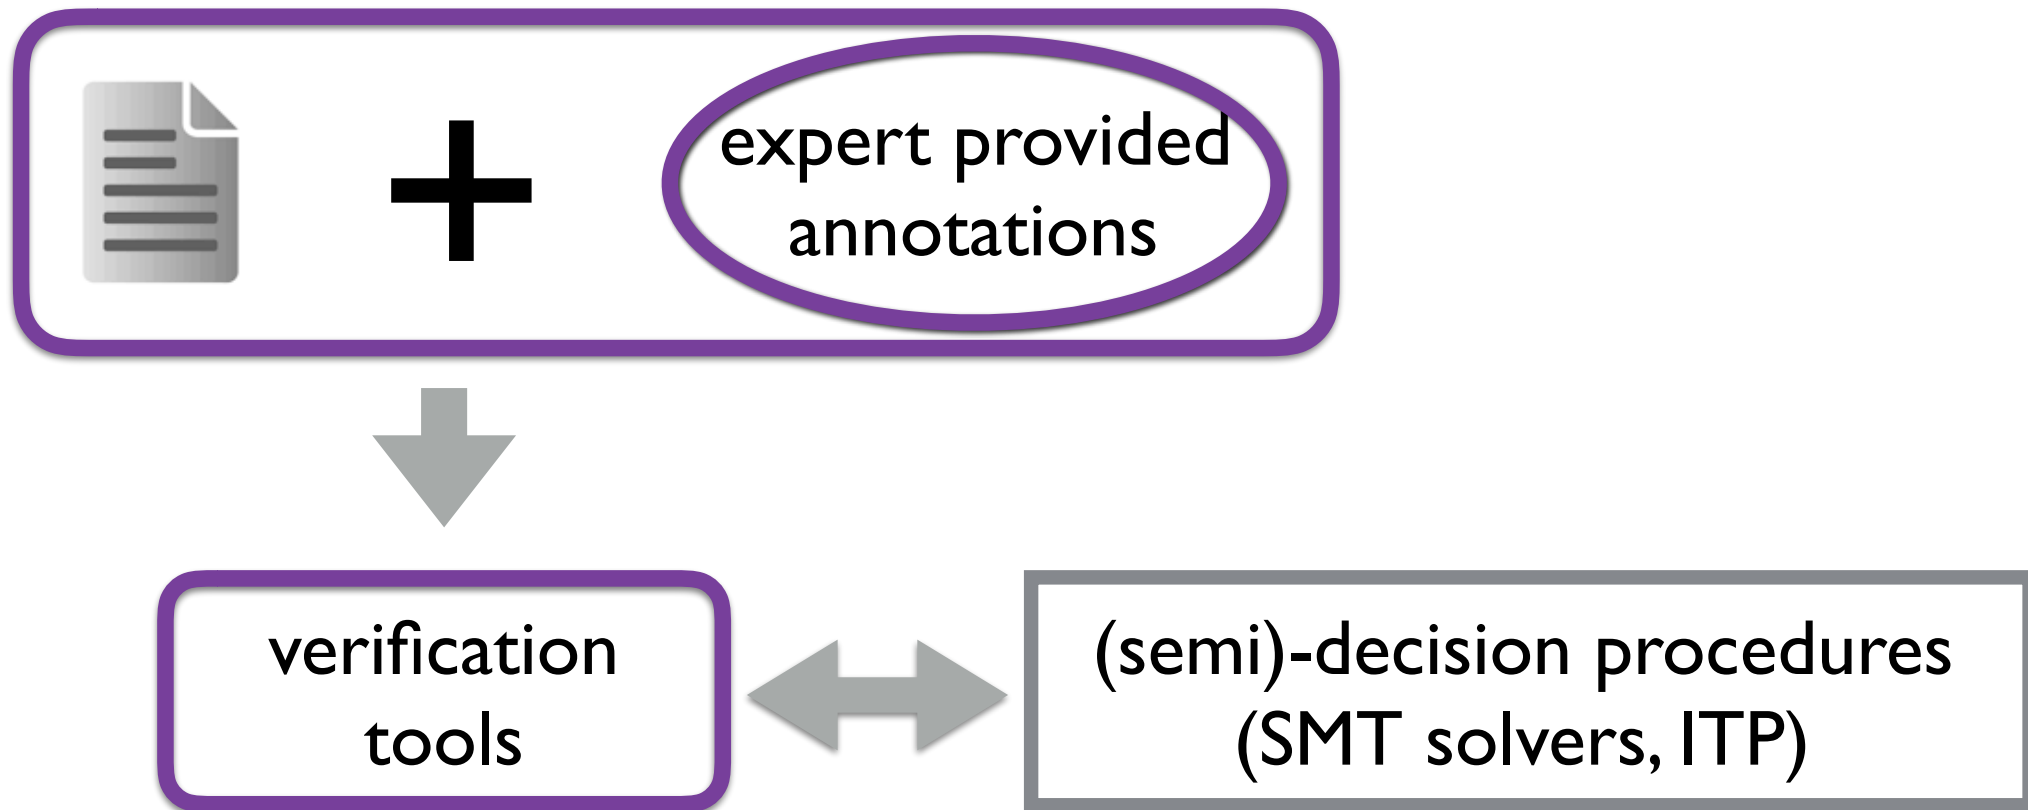 expert provided
annotations
verification
tools
(semi)-decision procedures
(SMT solvers, ITP)